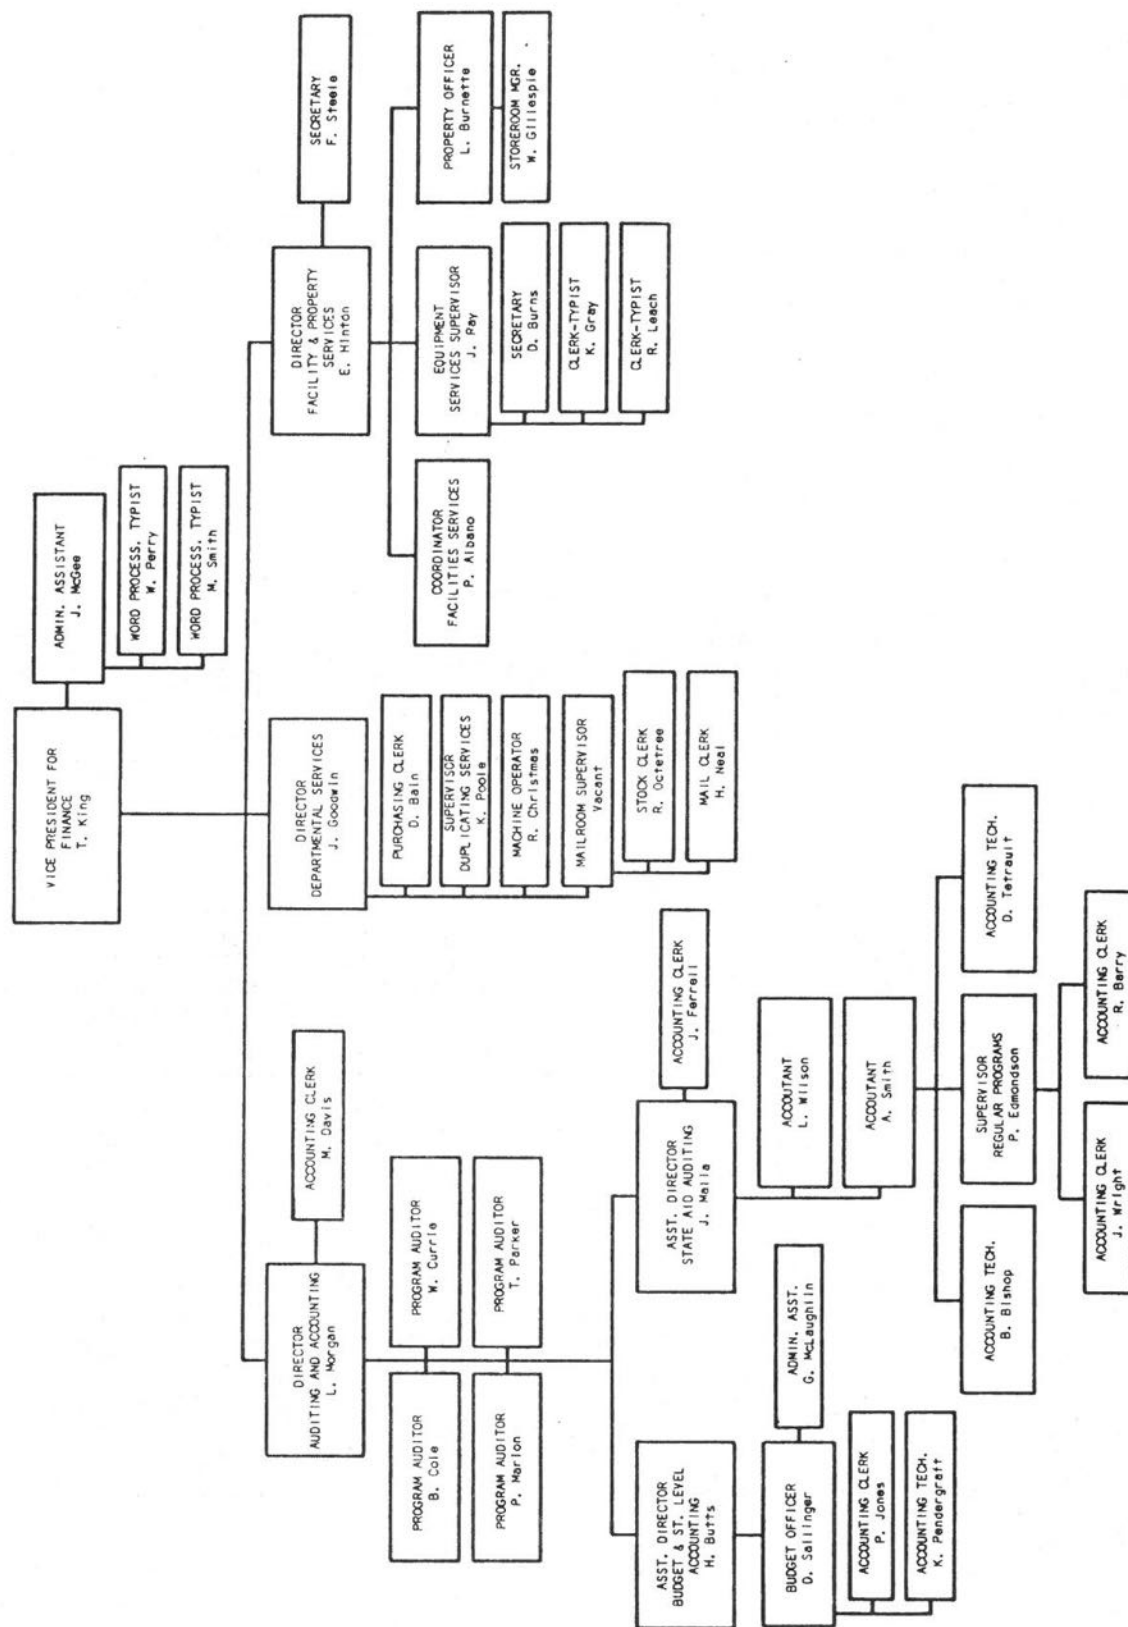 VICE PRESIDENT FOR
FINANCE
T. King
ADMIN. ASSISTANT
J. McGee
WORD PROCESS. TYPIST
W. Perry
WORD PROCESS. TYPIST
M. Smith
DIRECTOR
AUDITING AND ACCOUNTING
L. Morgan
ACCOUNTING CLERK
M. Davis
PROGRAM AUDITOR
B. Cole
PROGRAM AUDITOR
W. Currie
PROGRAM AUDITOR
P. Marlon
PROGRAM AUDITOR
T. Parker
ASST. DIRECTOR
BUDGET & ST. LEVEL
ACCOUNTING
H. Butts
BUDGET OFFICER
D. Sallinger
ADMIN. ASST.
G. McLaughlin
ACCOUNTING CLERK
P. Jones
ACCOUNTING TECH.
K. Pendergratt
ASST. DIRECTOR
STATE AID AUDITING
J. Malla
ACCOUNTING CLERK
J. Ferrell
ACCOUTANT
L. Wilson
ACCOUTANT
A. Smith
ACCOUNTING TECH.
B. Bishop
SUPERVISOR
REGULAR PROGRAMS
P. Edmondson
ACCOUNTING TECH.
D. Tetrault
ACCOUNTING CLERK
J. Wright
ACCOUNTING CLERK
R. Berry
DIRECTOR
DEPARTMENTAL SERVICES
J. Goodwin
PURCHASING CLERK
D. Bain
SUPERVISOR
DUPLICATING SERVICES
K. Poole
MACHINE OPERATOR
R. Christmas
MAILROOM SUPERVISOR
Vacant
STOCK CLERK
R. Octetree
MAIL CLERK
H. Neal
DIRECTOR
FACILITY & PROPERTY
SERVICES
E. Hinton
SECRETARY
F. Steele
COORDINATOR
FACILITIES SERVICES
P. Albano
EQUIPMENT
SERVICES SUPERVISOR
J. Pay
SECRETARY
D. Burns
CLERK-TYPIST
K. Gray
CLERK-TYPIST
R. Leach
PROPERTY OFFICER
L. Burnette
STOREROOM MGR.
W. Gillespie